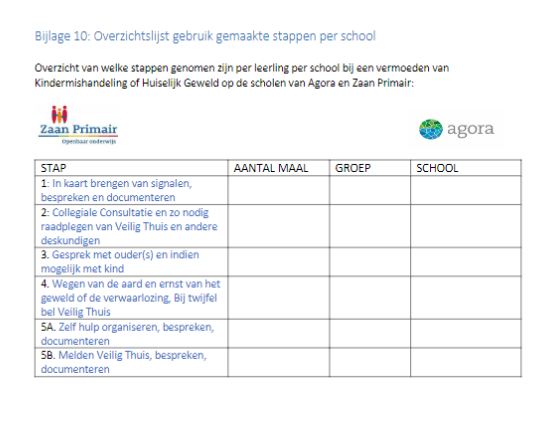 Bijlage 10: Overzichtslijst gebruik gemaakte stappen per school
Overzicht van welke stappen genomen zijn per leerling per school bij een vermoeden van
Kindermishandeling of Huiselijk Geweld op de scholen van Agora en Zaan Primair:
Zaan Primair
Openbaar onderwijs
agora
STAP AANTAL MAAL GROEP SCHOOL
1: In kaart brengen van signalen,
bespreken en documenteren
2: Collegiale Consultatie en zo nodig
raadplegen van Veilig Thuis en andere
deskundigen
3. Gesprek met ouder(s) en indien
mogelijk met kind
4. Wegen van de aard en ernst van het
geweld of de verwaarlozing, Bij twijfel
bel Veilig Thuis
5A. Zelf hulp organiseren, bespreken,
documenteren
5B. Melden Veilig Thuis, bespreken,
documenteren